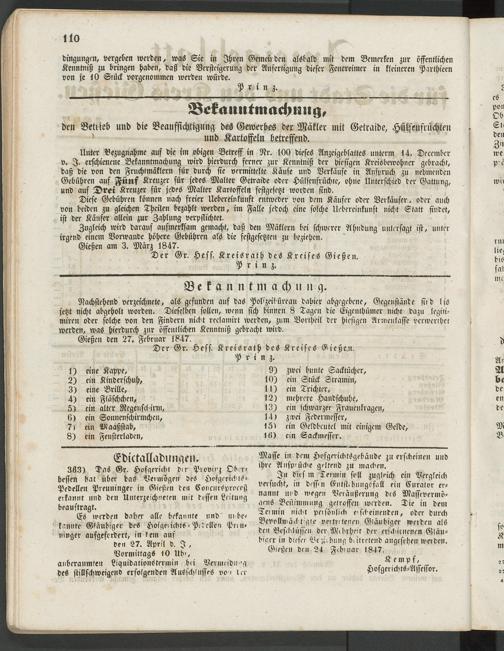 110
dingungen, vergeben werden, was Sie in Ihren Gemeinden alsbald mit dem Bemerken zur öffentlichen
Kenntniß zu bringen haben, daß die Versteigerung der Anfertigung dieser Feuereimer in kleineren Parthieen
von je 10 Stück vorgenommen werden würde.
Prinz.
Bekanntmachung,
den Betrieb und die Beaufsichtigung des Gewerbes der Mäkler mit Getraide, Hülsenfrüchten
und Kartoffeln betreffend.
Unter Bezugnahme auf die im obigen Betreff in Nr. 100 dieses Anzeigeblattes unterm 14. December
v. J. erschienene Bekanntmachung wird hierdurch ferner zur Kenntniß der hiesigen Kreisbewohner gebracht,
daß die von den Fruchtmäklern für durch sie vermittelte Käufe und Verkäufe in Anspruch zu nehmenden
Gebühren auf Fünf Kreuzer für jedes Malter Getraide oder Hülsenfrüchte, ohne Unterschied der Gattung,
und auf Drei Kreuzer für jedes Malter Kartoffeln festgesetzt worden sind.
Diese Gebühren können nach freier Uebereinkunft entweder von dem Käufer oder Verkäufer, oder auch
von beiden zu gleichen Theilen bezahlt werden, im Falle jedoch eine solche Uebereinkunft nicht Statt findet,
ist der Käufer allein zur Zahlung verpflichtet.
Zugleich wird darauf aufmerksam gemacht, daß den Mäklern bei schwerer Ahndung untersagt ist, unter
irgend einem Vorwande höhere Gebühren als die festgesetzten zu beziehen.
Gießen am 3. März 1847.
Der Gr. Hess. Kreisrath des Kreises Gießen.
Prinz.
Bekanntmachung.
Nachstehend verzeichnete, als gefunden auf das Polizeibüreau dahier abgegebene, Gegenstände sind bis
jetzt nicht abgeholt worden. Dieselben sollen, wenn sich binnen 8 Tagen die Eigenthümer nicht dazu legiti-
miren oder solche von den Findern nicht reclamirt werden, zum Vortheil der hiesigen Armenkasse verwerthet
werden, was hierdurch zur öffentlichen Kenntniß gebracht wird.
Gießen den 27. Februar 1847.
Der Gr. Hess. Kreisrath des Kreises Gießen.
Prinz.
1) eine Kappe,
2) ein Kinderschuh,
3) eine Brille,
4) ein Fläschchen,
5) ein alter Regenschirm,
6) ein Sonnenschirmchen,
7) ein Maasstab,
8) ein Fensterladen,
9) zwei bunte Sacktücher,
10) ein Stück Stramin,
11) ein Trichter,
12) mehrere Handschuhe,
13) ein schwarzer Frauenkragen,
14) zwei Federmesser,
15) ein Geldbeutel mit einigem Gelde,
16) ein Sackmesser.
Edictalladungen.
363) Das Gr. Hofgericht der Provinz Ober-
hessen hat über das Vermögen des Hofgerichts-
Pedellen Preuninger in Gießen den Concursproceß
erkannt und den Unterzeichneten mit dessen Leitung
beauftragt.
Es werden daher alle bekannte und unbe-
kannte Gläubiger des Hofgerichts-Pedellen Preu-
ninger aufgefordert, in dem auf
den 27. April d. J.,
Vormittags 10 Uhr,
anberaumten Liquidationstermin bei Vermeidung
des stillschweigend erfolgenden Ausschlusses von der
Masse in dem Hofgerichtsgebäude zu erscheinen und
ihre Ansprüche geltend zu machen.
In diesem Termin soll zugleich ein Vergleich
versucht, in dessen Entstehungsfall ein Curator er-
nannt und wegen Veräußerung des Massevermö-
gens Bestimmung getroffen werden. Die in dem
Termin nicht persönlich erscheinenden, oder durch
Bevollmächtigte vertretenen Gläubiger werden als
den Beschlüssen der Mehrheit der erschienenen Gläu-
biger in dieser Beziehung beitretend angesehen werden.
Gießen den 24. Februar 1847.
Kempf,
Hofgerichts-Assessor.